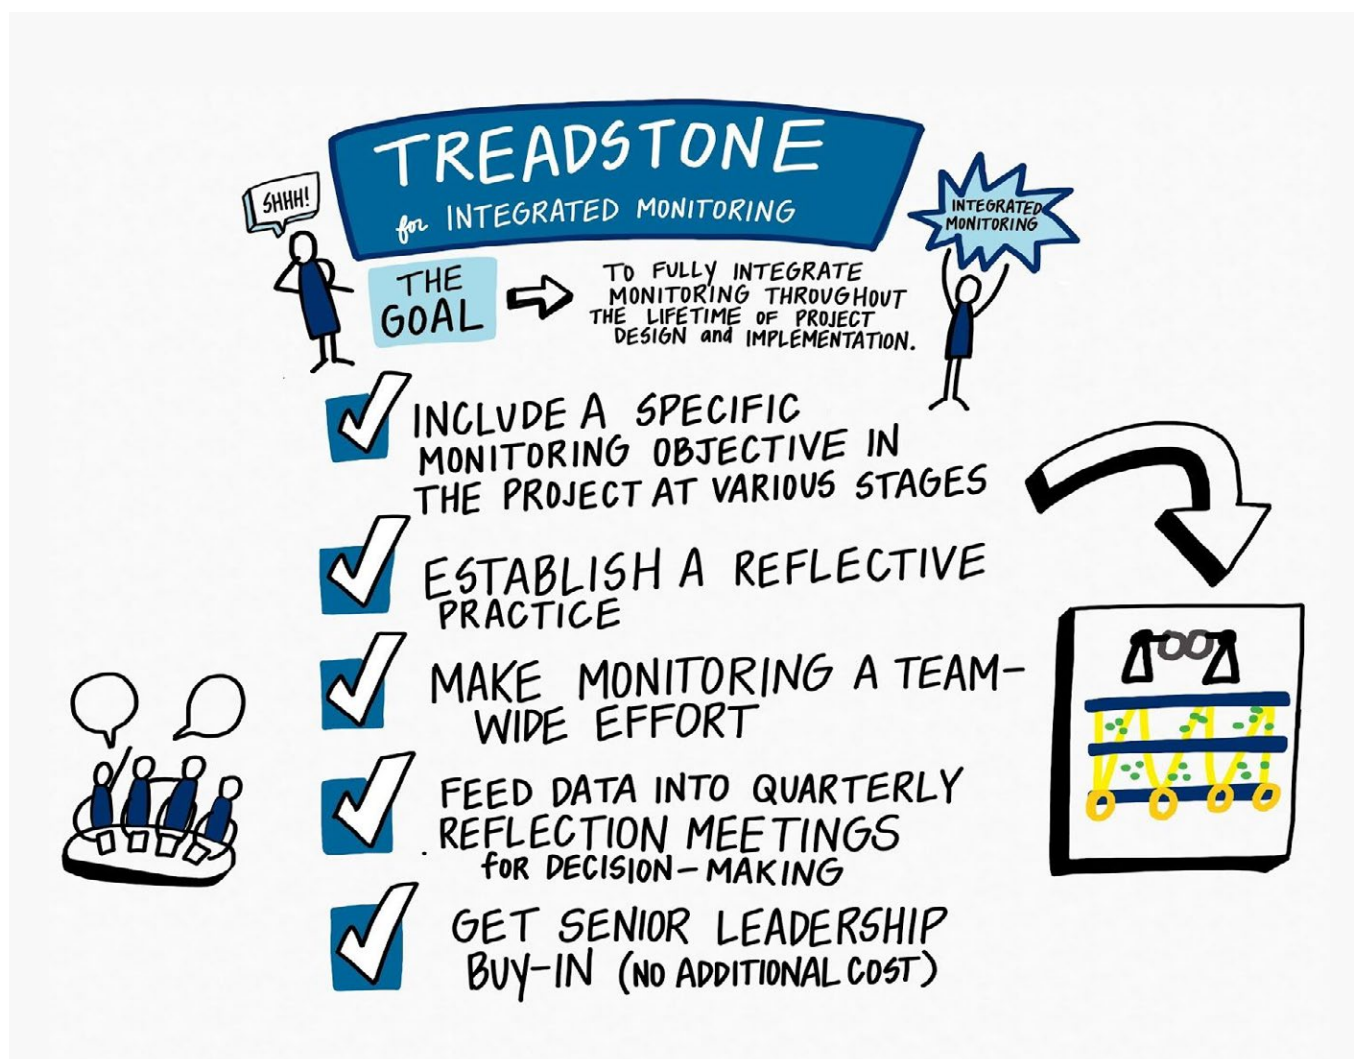 TREADSTONE
for INTEGRATED MONITORING
SHHH!
INTEGRATED
MONITORING
THE
GOAL
TO FULLY INTEGRATE
MONITORING THROUGHOUT
THE LIFETIME OF PROJECT
DESIGN and IMPLEMENTATION.
INCLUDE A SPECIFIC
MONITORING OBJECTIVE IN
THE PROJECT AT VARIOUS STAGES
ESTABLISH A REFLECTIVE
PRACTICE
MAKE MONITORING A TEAM-
WIDE EFFORT
FEED DATA INTO QUARTERLY
REFLECTION MEETINGS
for DECISION-MAKING
GET SENIOR LEADERSHIP
BUY-IN (NO ADDITIONAL COST)